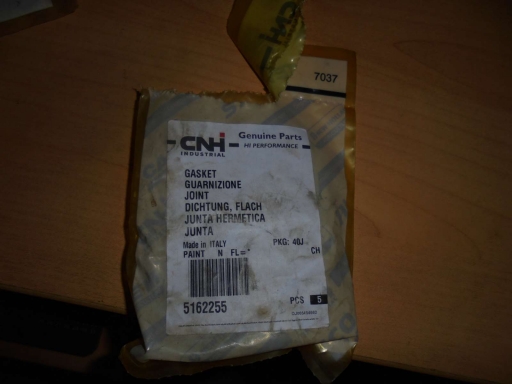 7037
CNH
INDUSTRIAL
Genuine Parts
HI PERFORMANCE
GASKET
GUARNIZIONE
JOINT
DICHTUNG, FLACH
JUNTA HERMETICA
JUNTA
Made in ITALY
PKG: 40J
PAINT N FL=*
CH
5162255
PCS 5